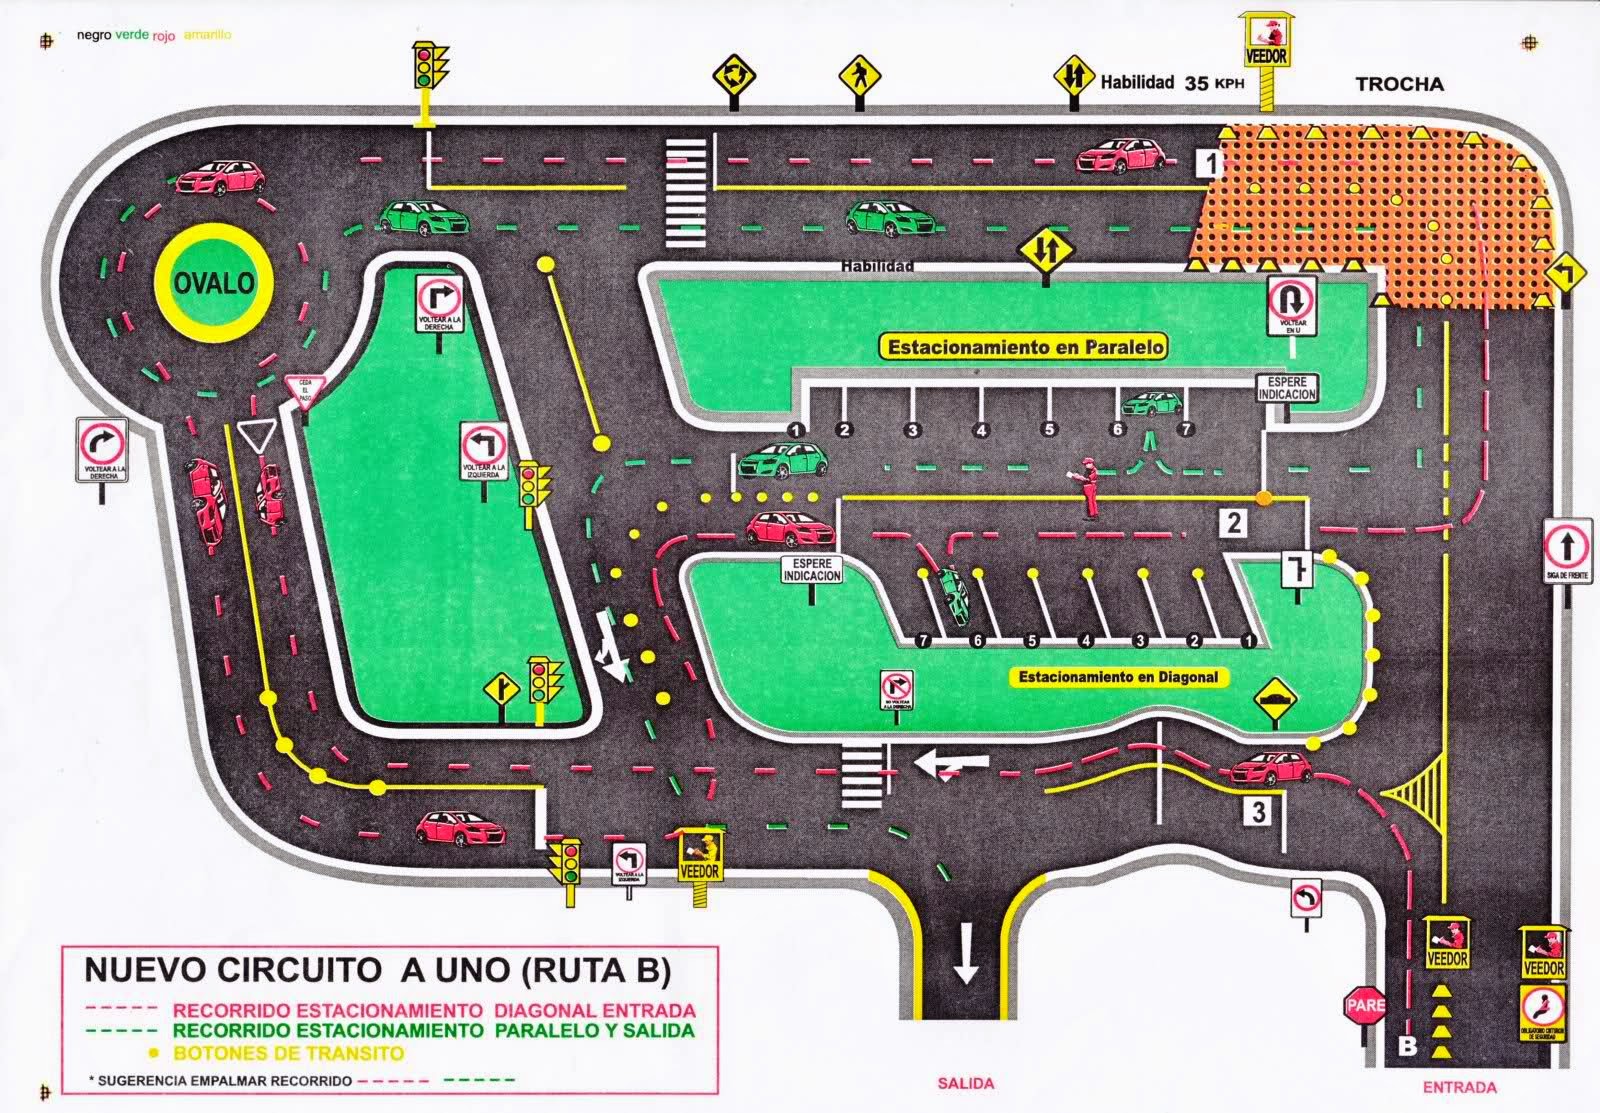 negro verde rojo amarillo
VEEDOR
Habilidad 35 KPH
TROCHA
1
Habilidad
OVALO
VOLTEAR A LA
DERECHA
VOLTEAR
EN U
Estacionamiento en Paralelo
CEDA
EL
PASO
ESPERE
INDICACION
1 2 3 4 5 6 7
VOLTEAR A LA
DERECHA
VOLTEAR A LA
IZQUIERDA
2
SIGA DE FRENTE
ESPERE
INDICACION
7 6 5 4 3 2 1
Estacionamiento en Diagonal
NO VOLTEAR
A LA DERECHA
3
VOLTEAR A LA
IZQUIERDA
VEEDOR
VEEDOR
VEEDOR
PARE
OBLIGATORIO CINTURON
DE SEGURIDAD
B
NUEVO CIRCUITO A UNO (RUTA B)
RECORRIDO ESTACIONAMIENTO DIAGONAL ENTRADA
RECORRIDO ESTACIONAMIENTO PARALELO Y SALIDA
BOTONES DE TRANSITO
* SUGERENCIA EMPALMAR RECORRIDO
SALIDA
ENTRADA